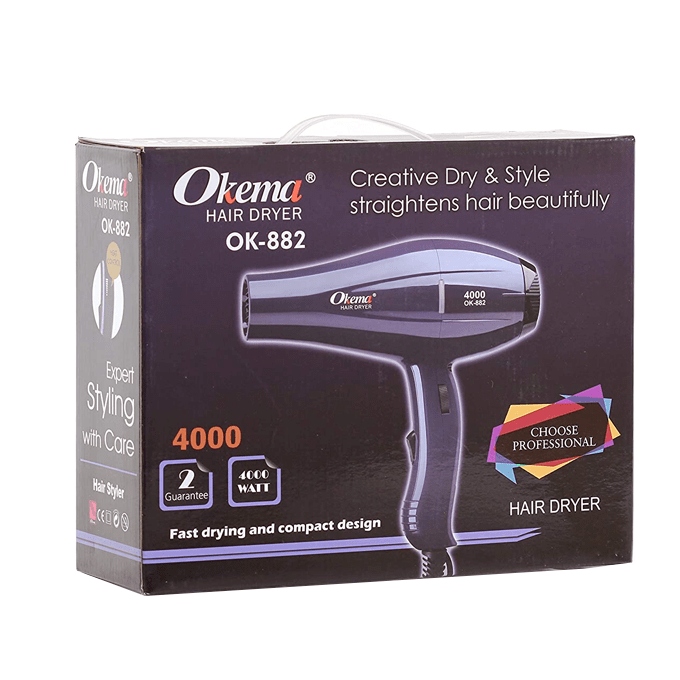 Okema®
HAIR DRYER
OK-882
Expert
Styling
with Care
Hair Styler
CE
Okema®
HAIR DRYER
OK-882
Creative Dry & Style
straightens hair beautifully
Okema®
HAIR DRYER
4000
OK-882
4000
2
Guarantee
4000
WATT
Fast drying and compact design
CHOOSE
PROFESSIONAL
HAIR DRYER